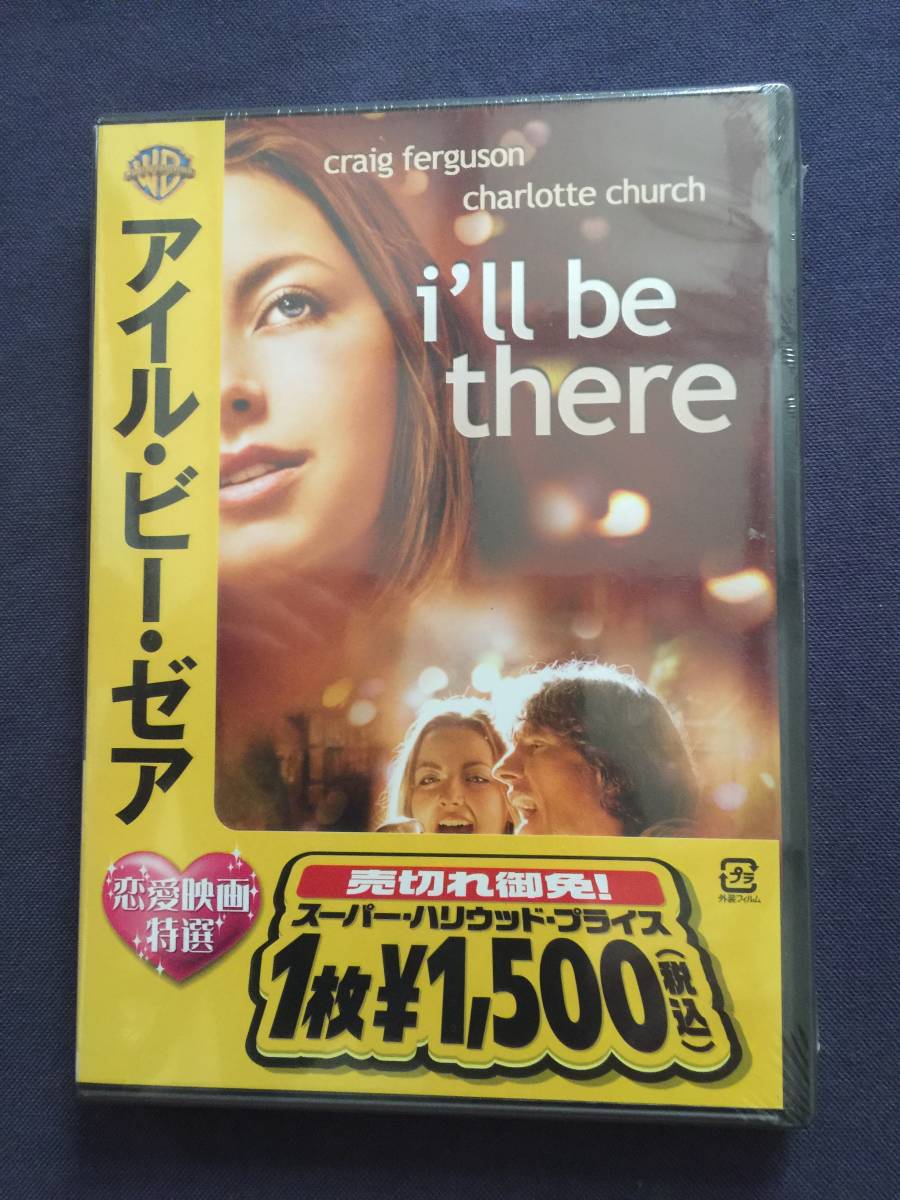 WB
アイル・ビー・ゼア
craig ferguson
charlotte church
i'll be
there
恋愛映画
特選
売切れ御免!
スーパー・ハリウッド・プライス
1枚¥1,500(税込)
プラ
外装フィルム